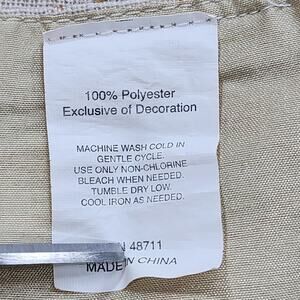 100% Polyester
Exclusive of Decoration
MACHINE WASH COLD IN
GENTLE CYCLE.
USE ONLY NON-CHLORINE
BLEACH WHEN NEEDED.
TUMBLE DRY LOW.
COOL IRON AS NEEDED.
48711
MADE IN CHINA